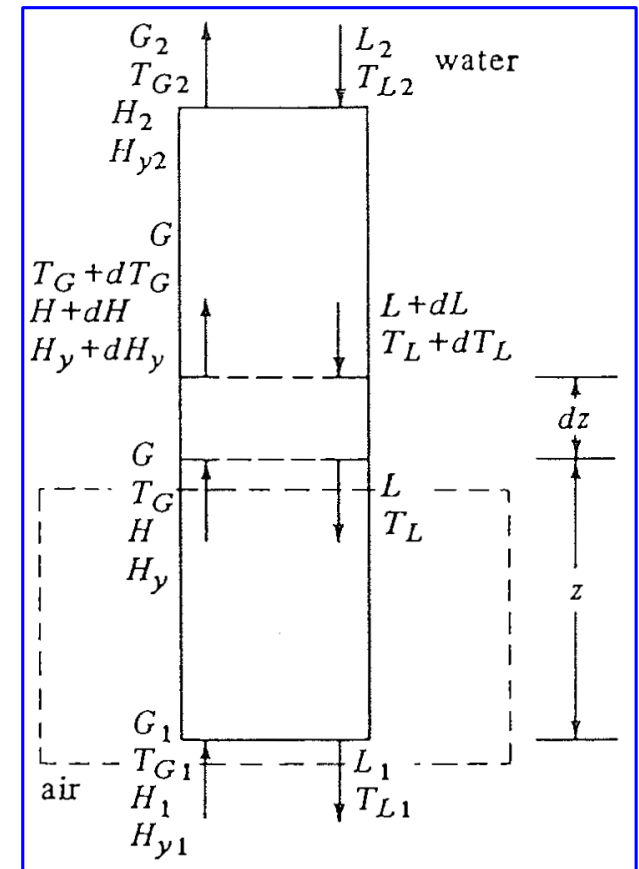 G2
TG2
H2
Hy2
L2
TL2
water
G
TG + dTG
H + dH
Hy + dHy
L + dL
TL + dTL
dz
G
TG
H
Hy
L
TL
z
G1
TG1
H1
Hy1
air
L1
TL1